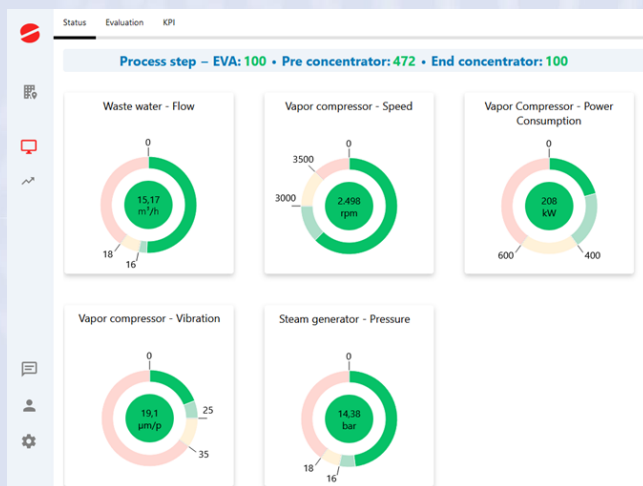 Status Evaluation KPI
Process step – EVA: 100 • Pre concentrator: 472 • End concentrator: 100
Waste water - Flow
0
15,17
m³/h
18
16
Vapor compressor - Speed
0
3500
3000
2.498
rpm
Vapor Compressor - Power
Consumption
0
208
kW
600
400
Vapor compressor - Vibration
0
19,1
µm/p
25
35
Steam generator - Pressure
0
14,38
bar
18
16